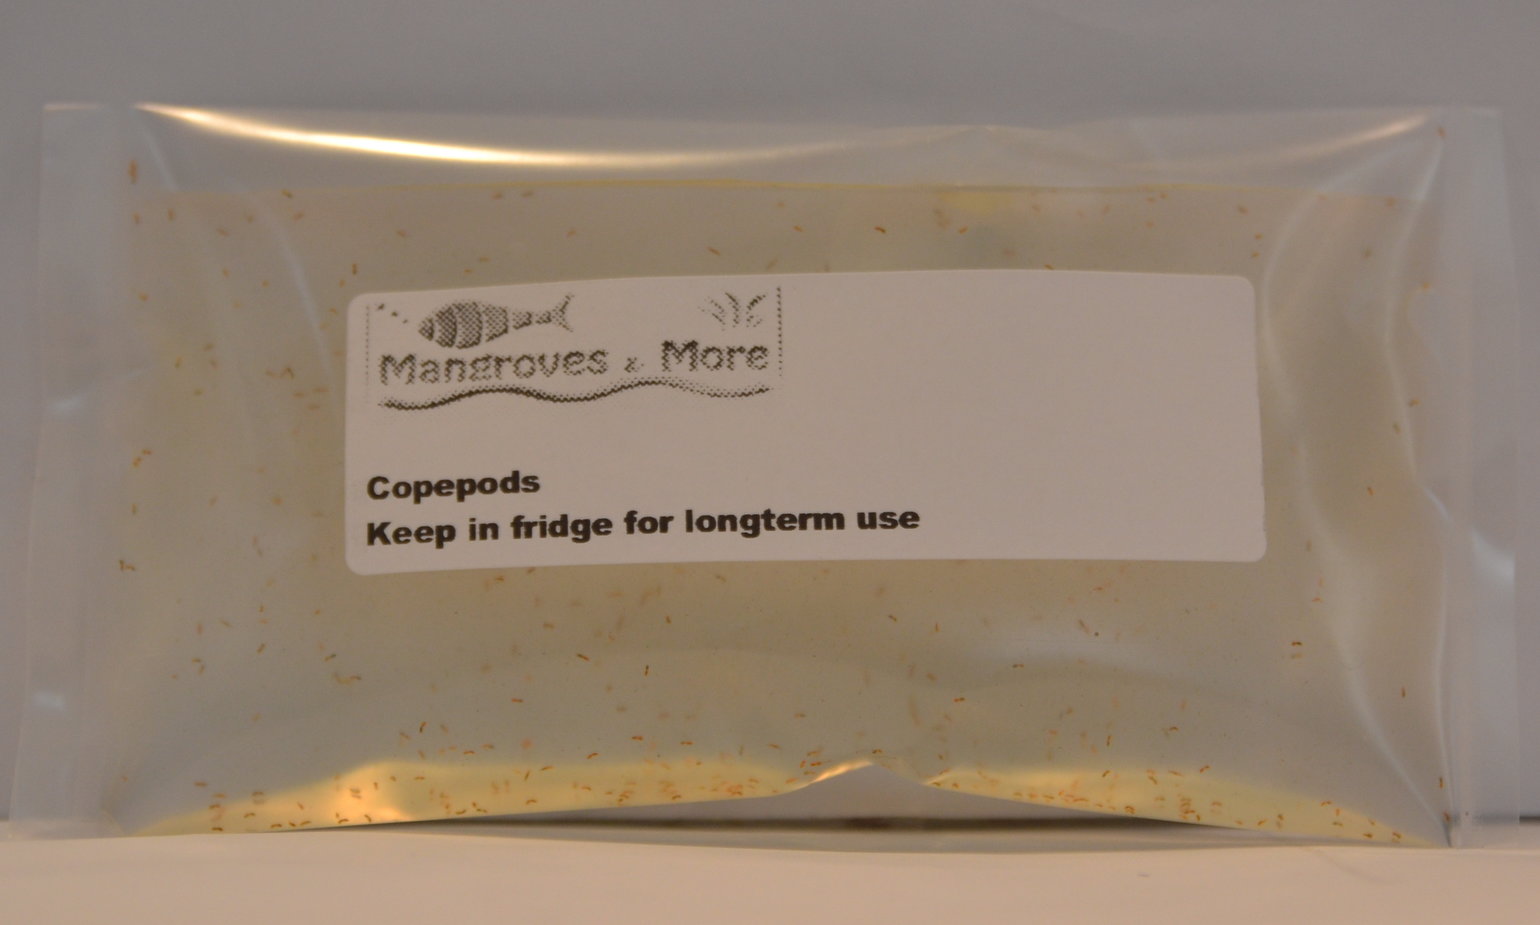 Mangroves & More
Copepods
Keep in fridge for longterm use